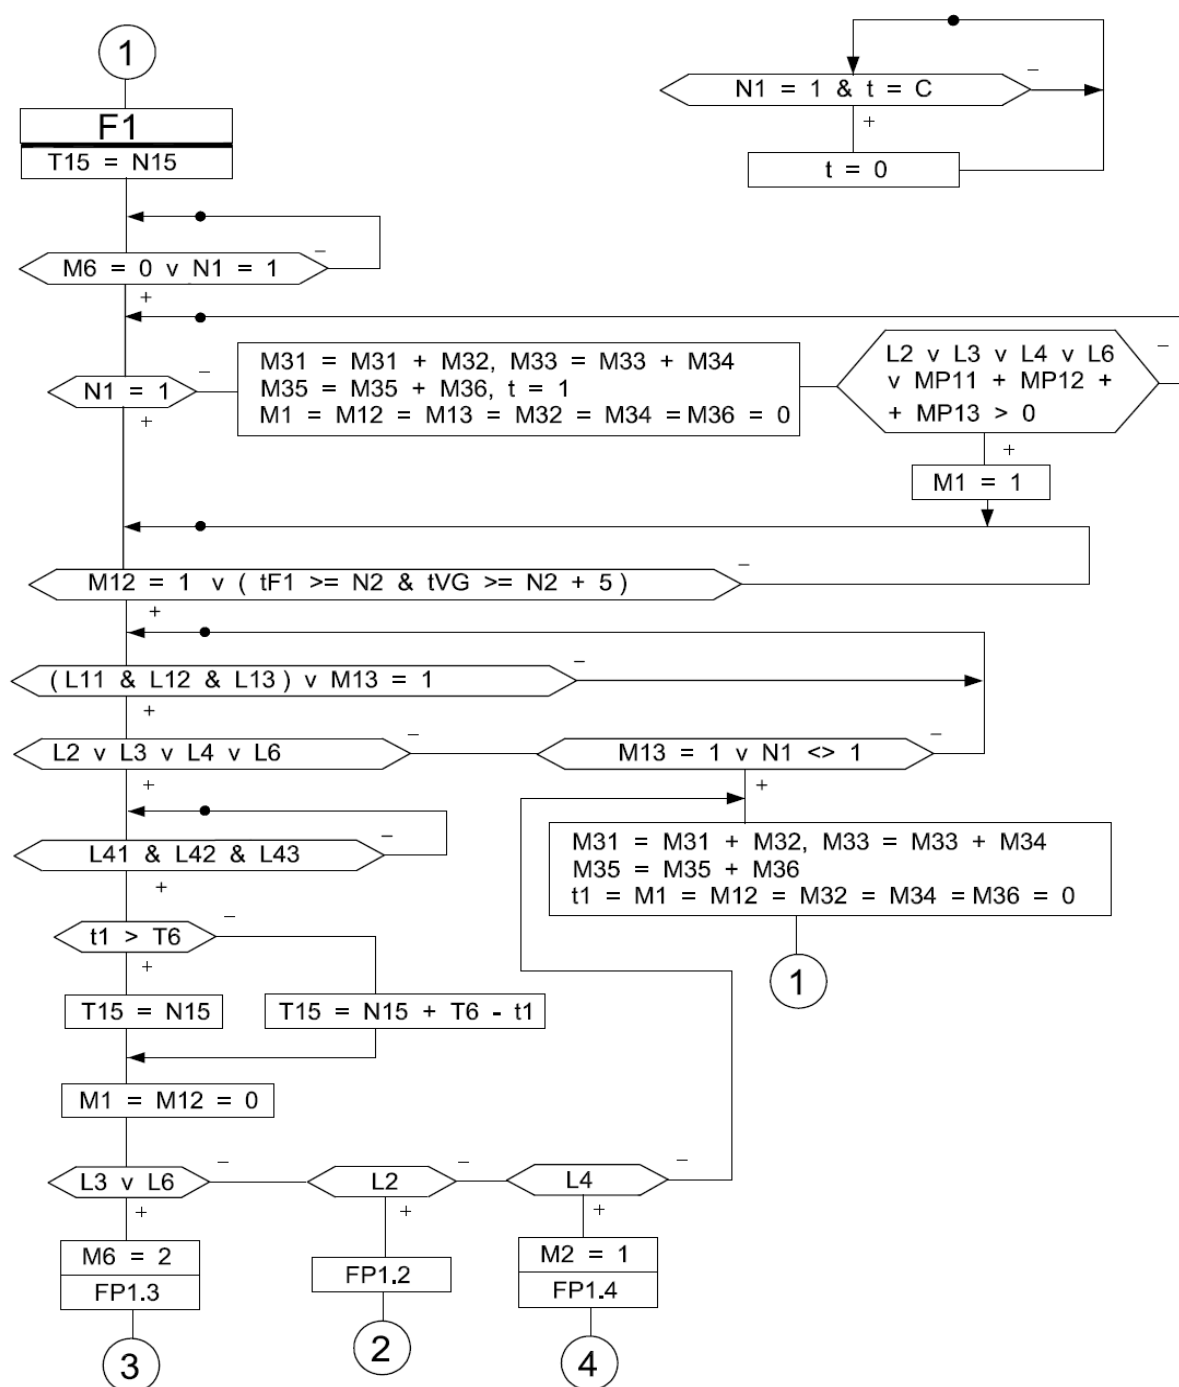 1
F1
T15 = N15
N1 = 1 & t = C
–
+
t = 0
M6 = 0 v N1 = 1
–
+
N1 = 1
–
+
M31 = M31 + M32, M33 = M33 + M34
M35 = M35 + M36, t = 1
M1 = M12 = M13 = M32 = M34 = M36 = 0
L2 v L3 v L4 v L6
v MP11 + MP12 +
+ MP13 > 0
–
+
M1 = 1
M12 = 1 v ( tF1 >= N2 & tVG >= N2 + 5 )
–
+
( L11 & L12 & L13 ) v M13 = 1
–
+
L2 v L3 v L4 v L6
–
+
M13 = 1 v N1 <> 1
–
+
L41 & L42 & L43
–
+
M31 = M31 + M32, M33 = M33 + M34
M35 = M35 + M36
t1 = M1 = M12 = M32 = M34 = M36 = 0
1
t1 > T6
–
+
T15 = N15
T15 = N15 + T6 - t1
M1 = M12 = 0
L3 v L6
–
+
L2
–
+
L4
–
+
M6 = 2
FP1.3
FP1.2
M2 = 1
FP1.4
3
2
4